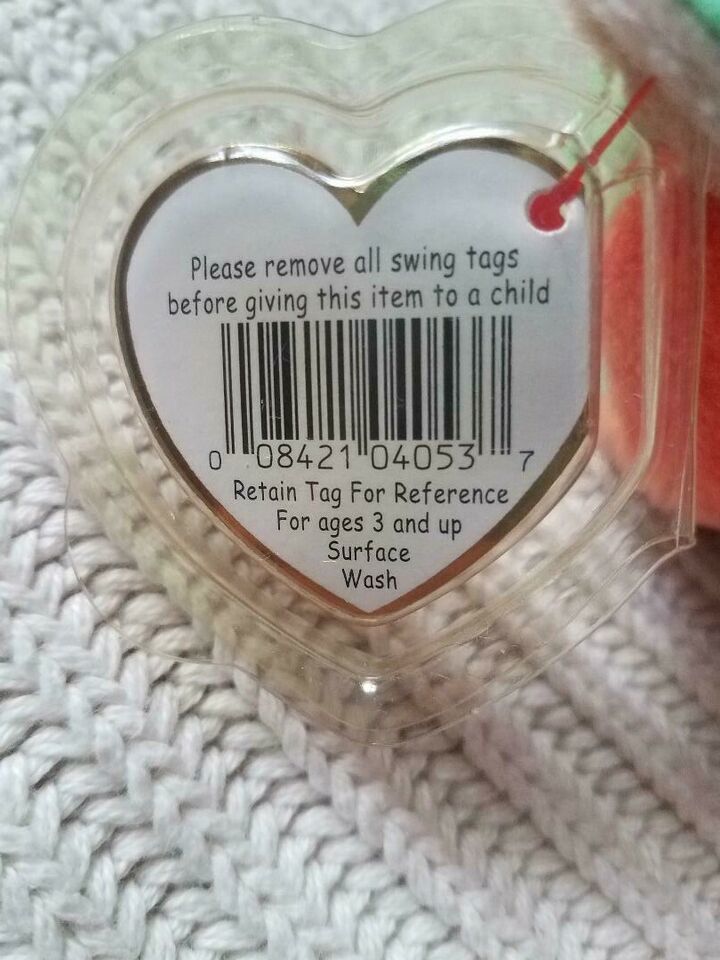 Please remove all swing tags
before giving this item to a child
0 08421 04053 7
Retain Tag For Reference
For ages 3 and up
Surface
Wash